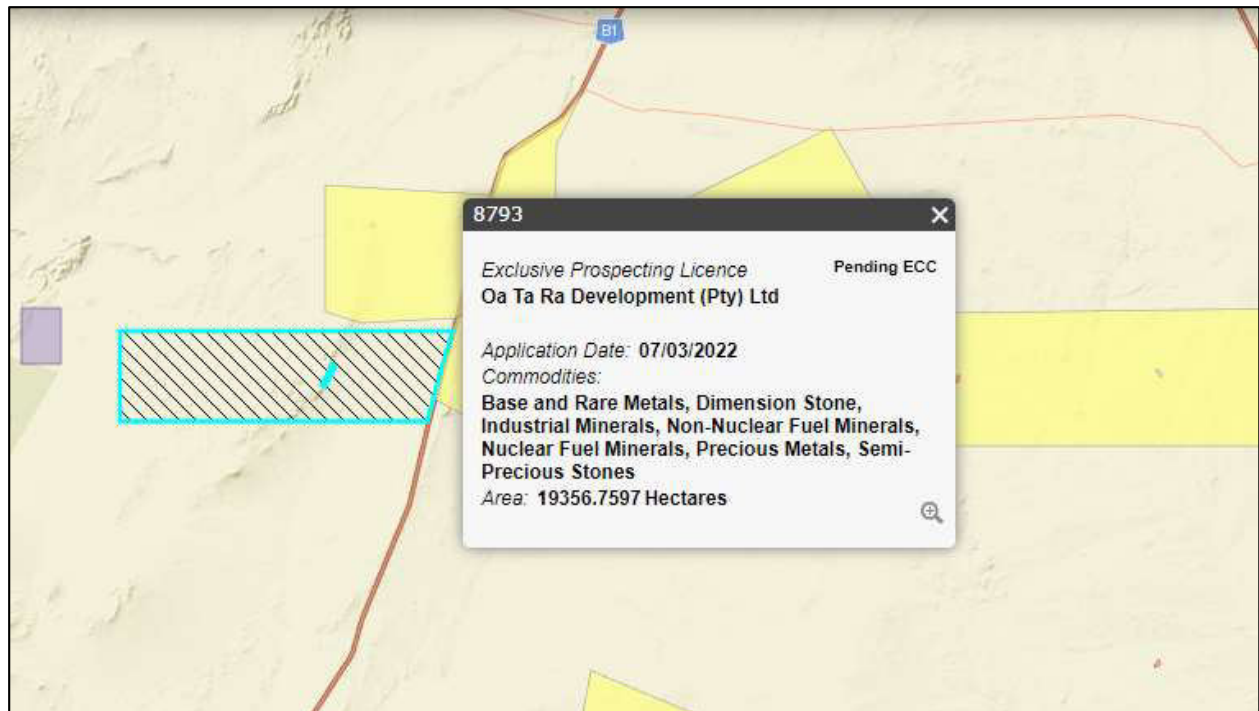 B1
8793
Exclusive Prospecting Licence
Pending ECC
Oa Ta Ra Development (Pty) Ltd
Application Date: 07/03/2022
Commodities:
Base and Rare Metals, Dimension Stone,
Industrial Minerals, Non-Nuclear Fuel Minerals,
Nuclear Fuel Minerals, Precious Metals, Semi-
Precious Stones
Area: 19356.7597 Hectares